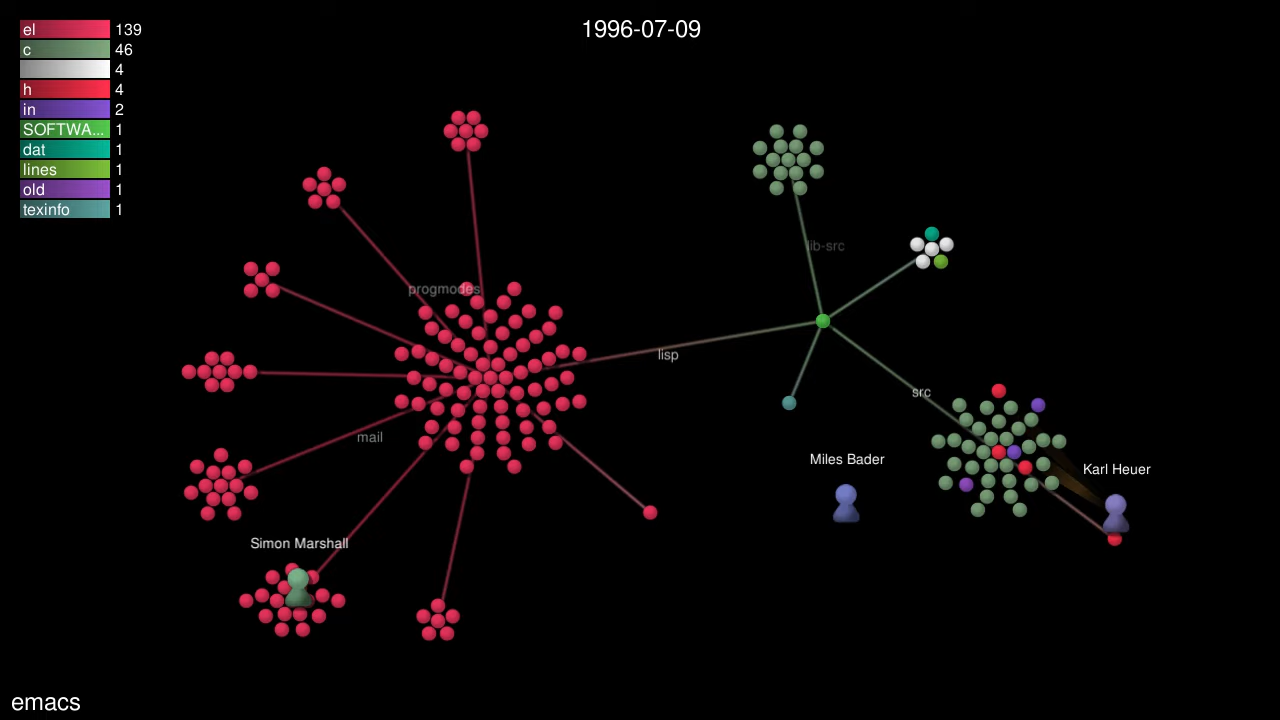 1996-07-09
el 139
c 46
4
h 4
in 2
SOFTWA... 1
dat 1
lines 1
old 1
texinfo 1
lib-src
progmodes
lisp
src
mail
Miles Bader
Karl Heuer
Simon Marshall
emacs